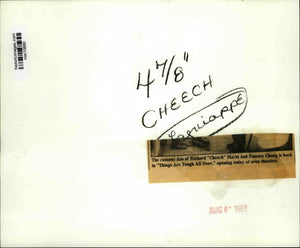 4 7/8"
CHEECH
Lagniappe
The comedy duo of Richard "Cheech" Marin and Tommy Chong is back
in "Things Are Tough All Over," opening today at area theaters.
AUG 6- 1982